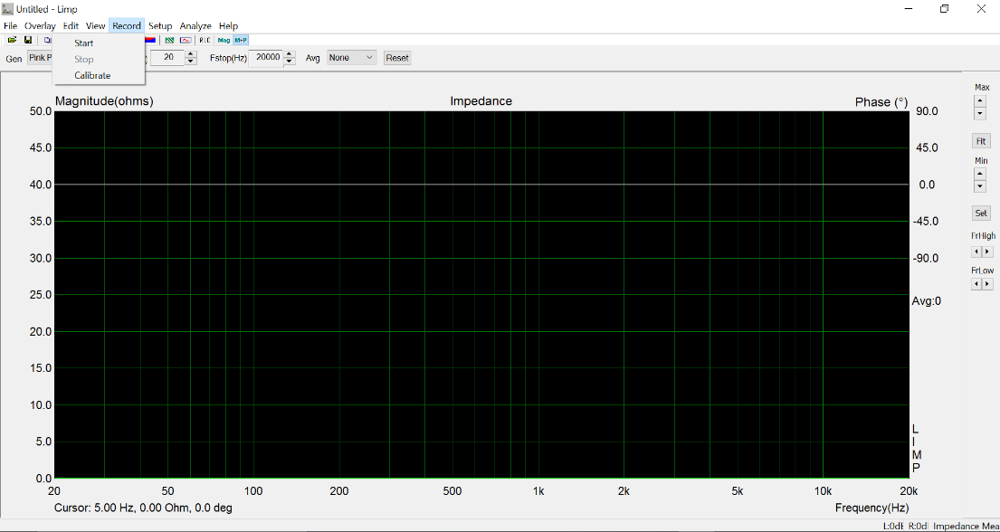 Untitled - Limp
File Overlay Edit View Record Setup Analyze Help
Start
Stop
Calibrate
RLC Mag M+P
Gen Pink P 20 Fstop(Hz) 20000 Avg None Reset
Magnitude(ohms) Impedance Phase (°)
50.0 90.0
45.0 45.0
40.0 0.0
35.0 -45.0
30.0 -90.0
25.0 Avg:0
20.0
15.0
10.0
5.0
0.0
L
I
M
P
20 50 100 200 500 1k 2k 5k 10k 20k
Cursor: 5.00 Hz, 0.00 Ohm, 0.0 deg Frequency(Hz)
Max
Fit
Min
Set
FrHigh
FrLow
L:0dB R:0d Impedance Mea